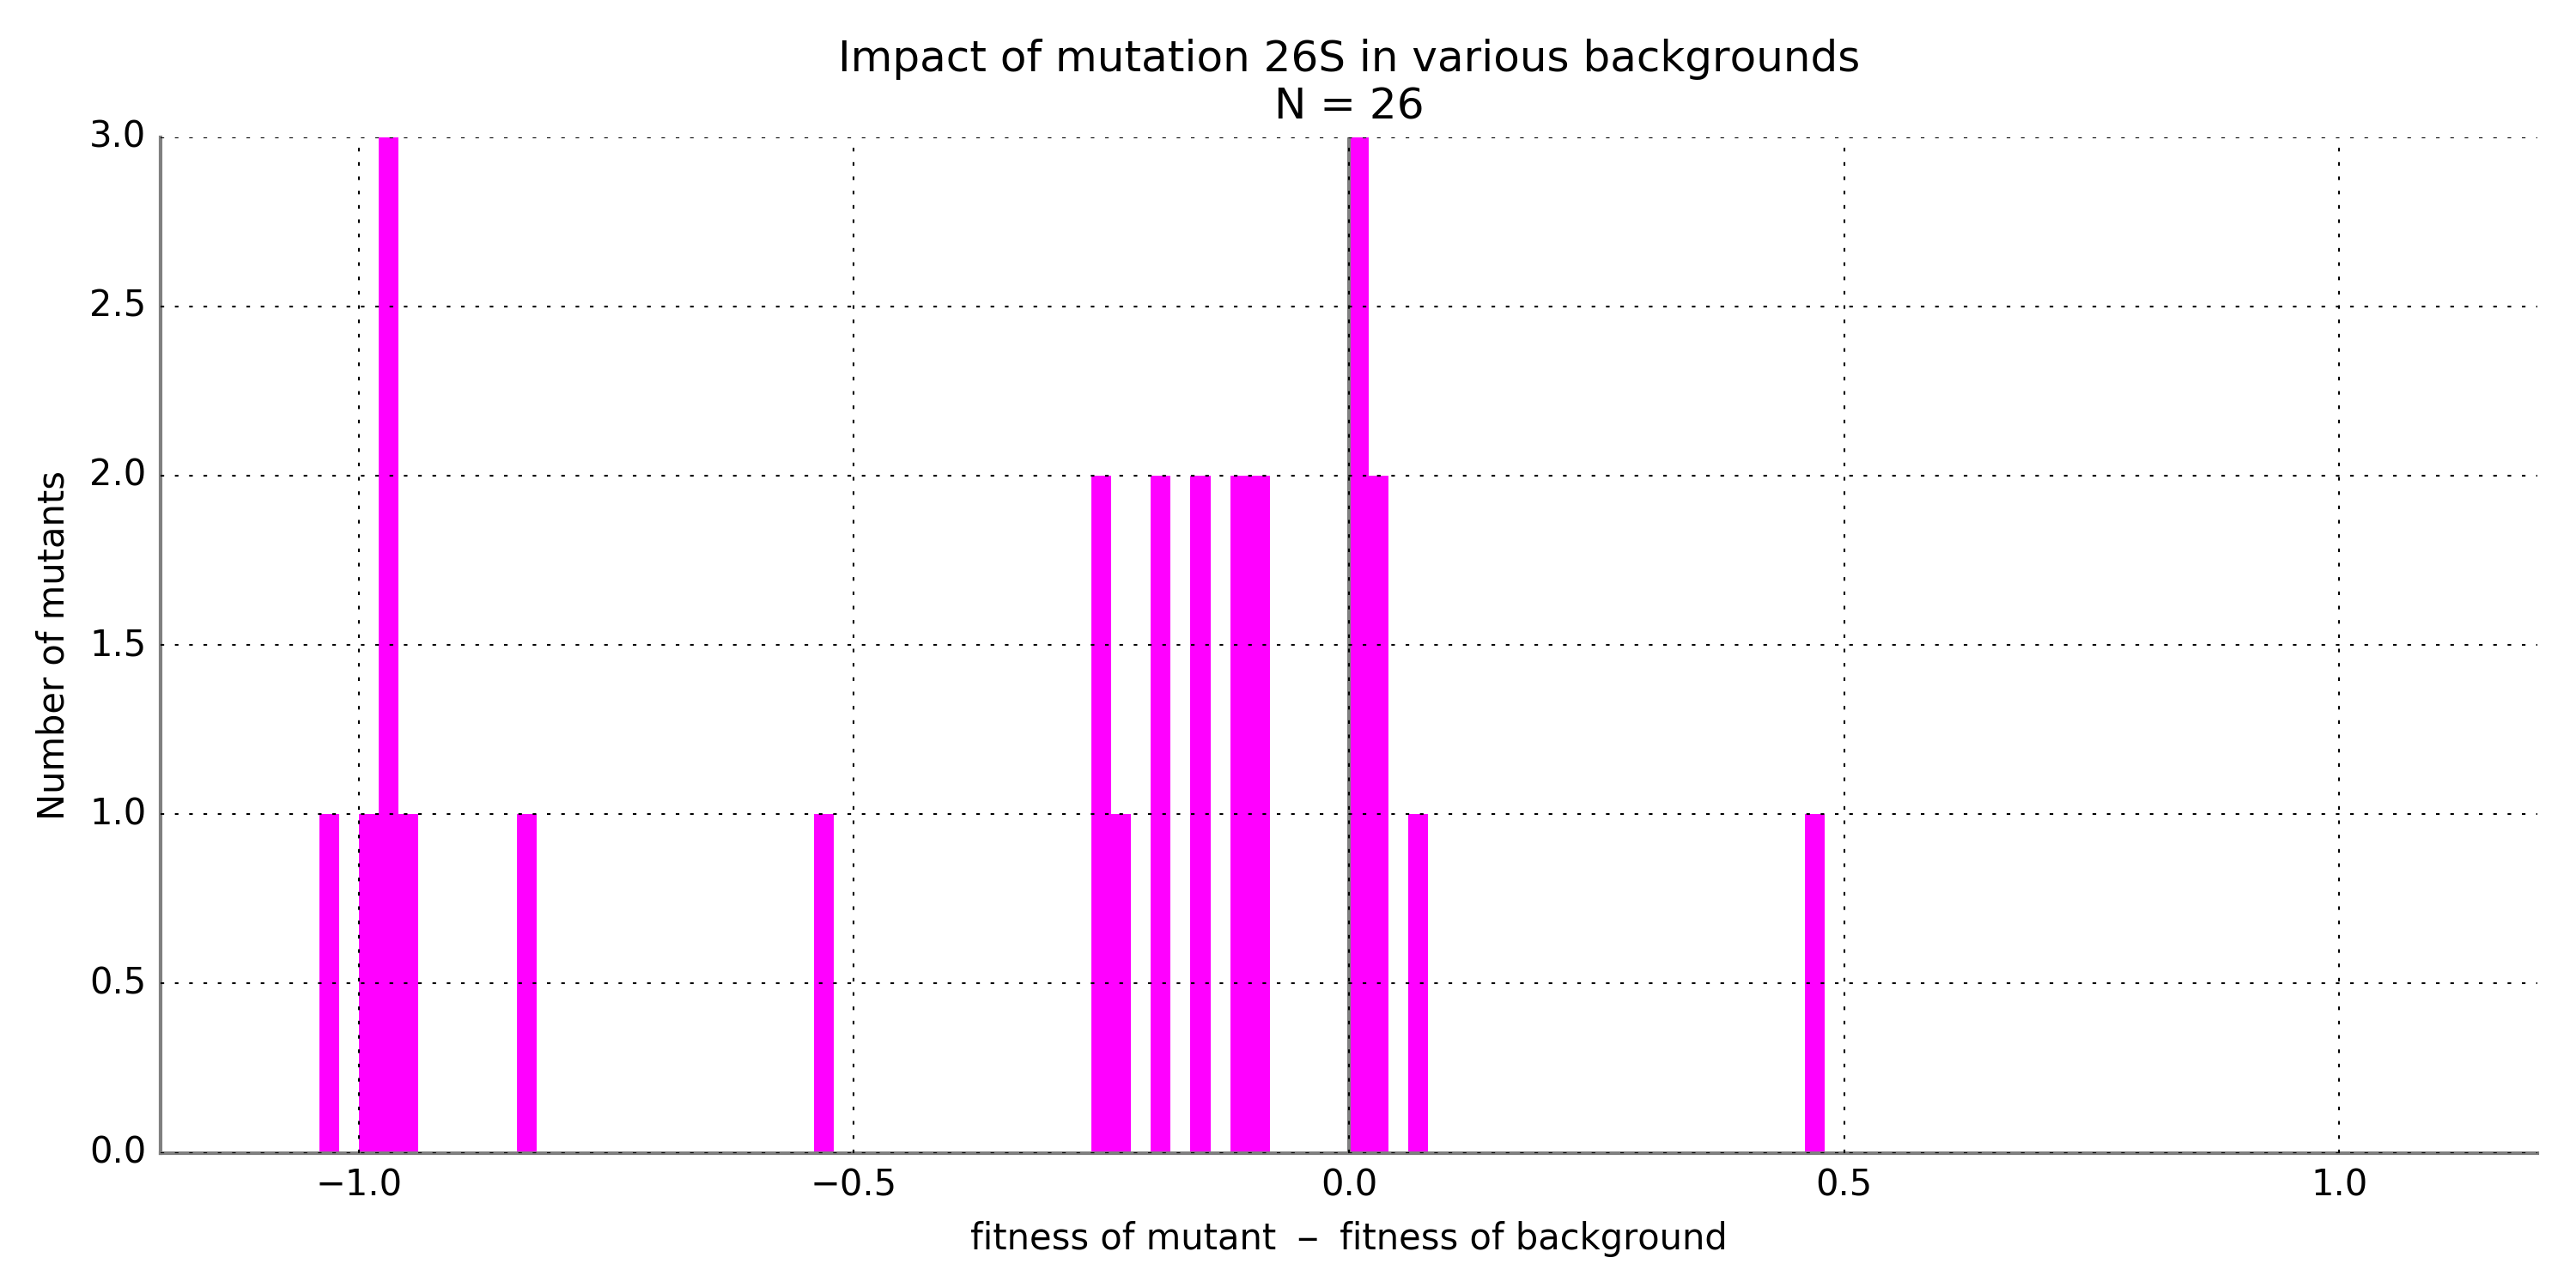 Impact of mutation 26S in various backgrounds
N = 26
3.0
2.5
2.0
1.5
1.0
0.5
0.0
Number of mutants
−1.0 −0.5 0.0 0.5 1.0
fitness of mutant − fitness of background